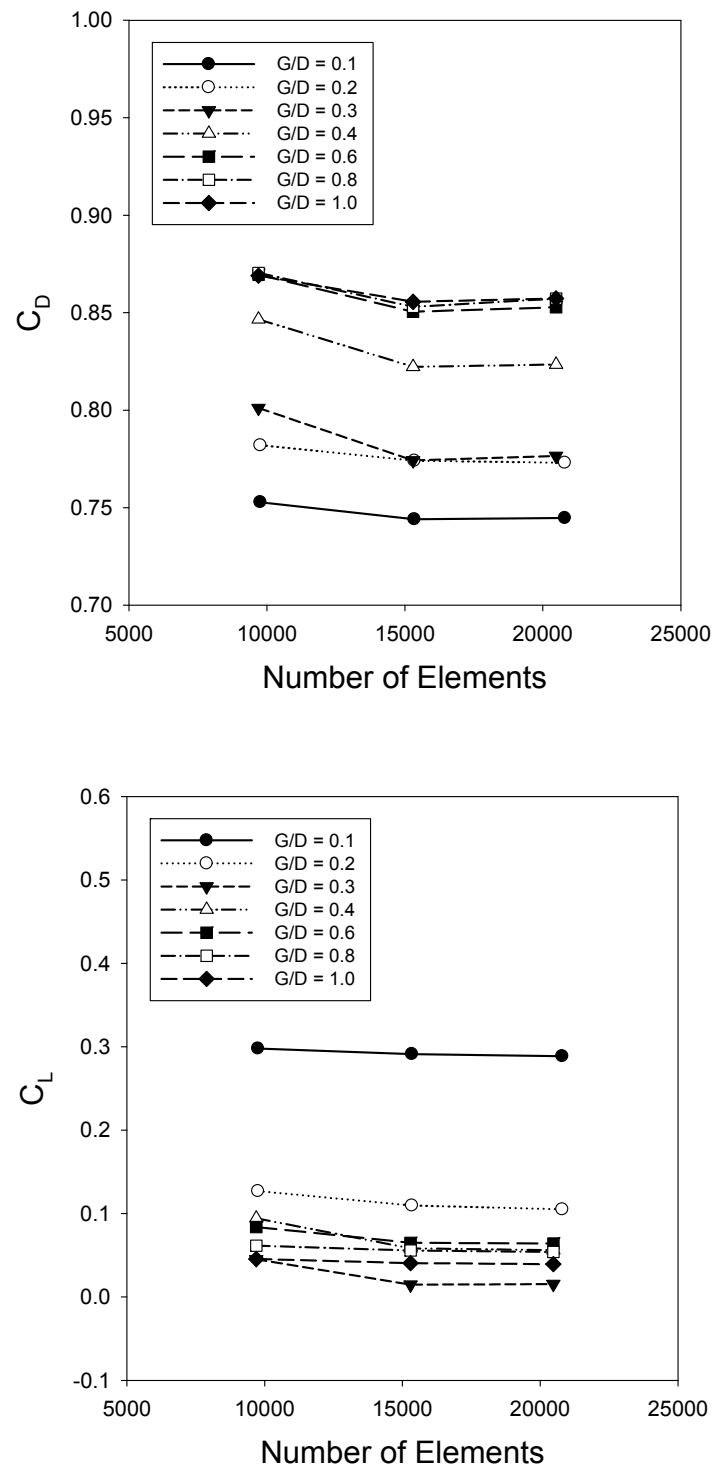 1.00
0.95
0.90
0.85
0.80
0.75
0.70
C_D
G/D = 0.1
G/D = 0.2
G/D = 0.3
G/D = 0.4
G/D = 0.6
G/D = 0.8
G/D = 1.0
5000 10000 15000 20000 25000
Number of Elements
0.6
0.5
0.4
0.3
0.2
0.1
0.0
-0.1
C_L
G/D = 0.1
G/D = 0.2
G/D = 0.3
G/D = 0.4
G/D = 0.6
G/D = 0.8
G/D = 1.0
5000 10000 15000 20000 25000
Number of Elements